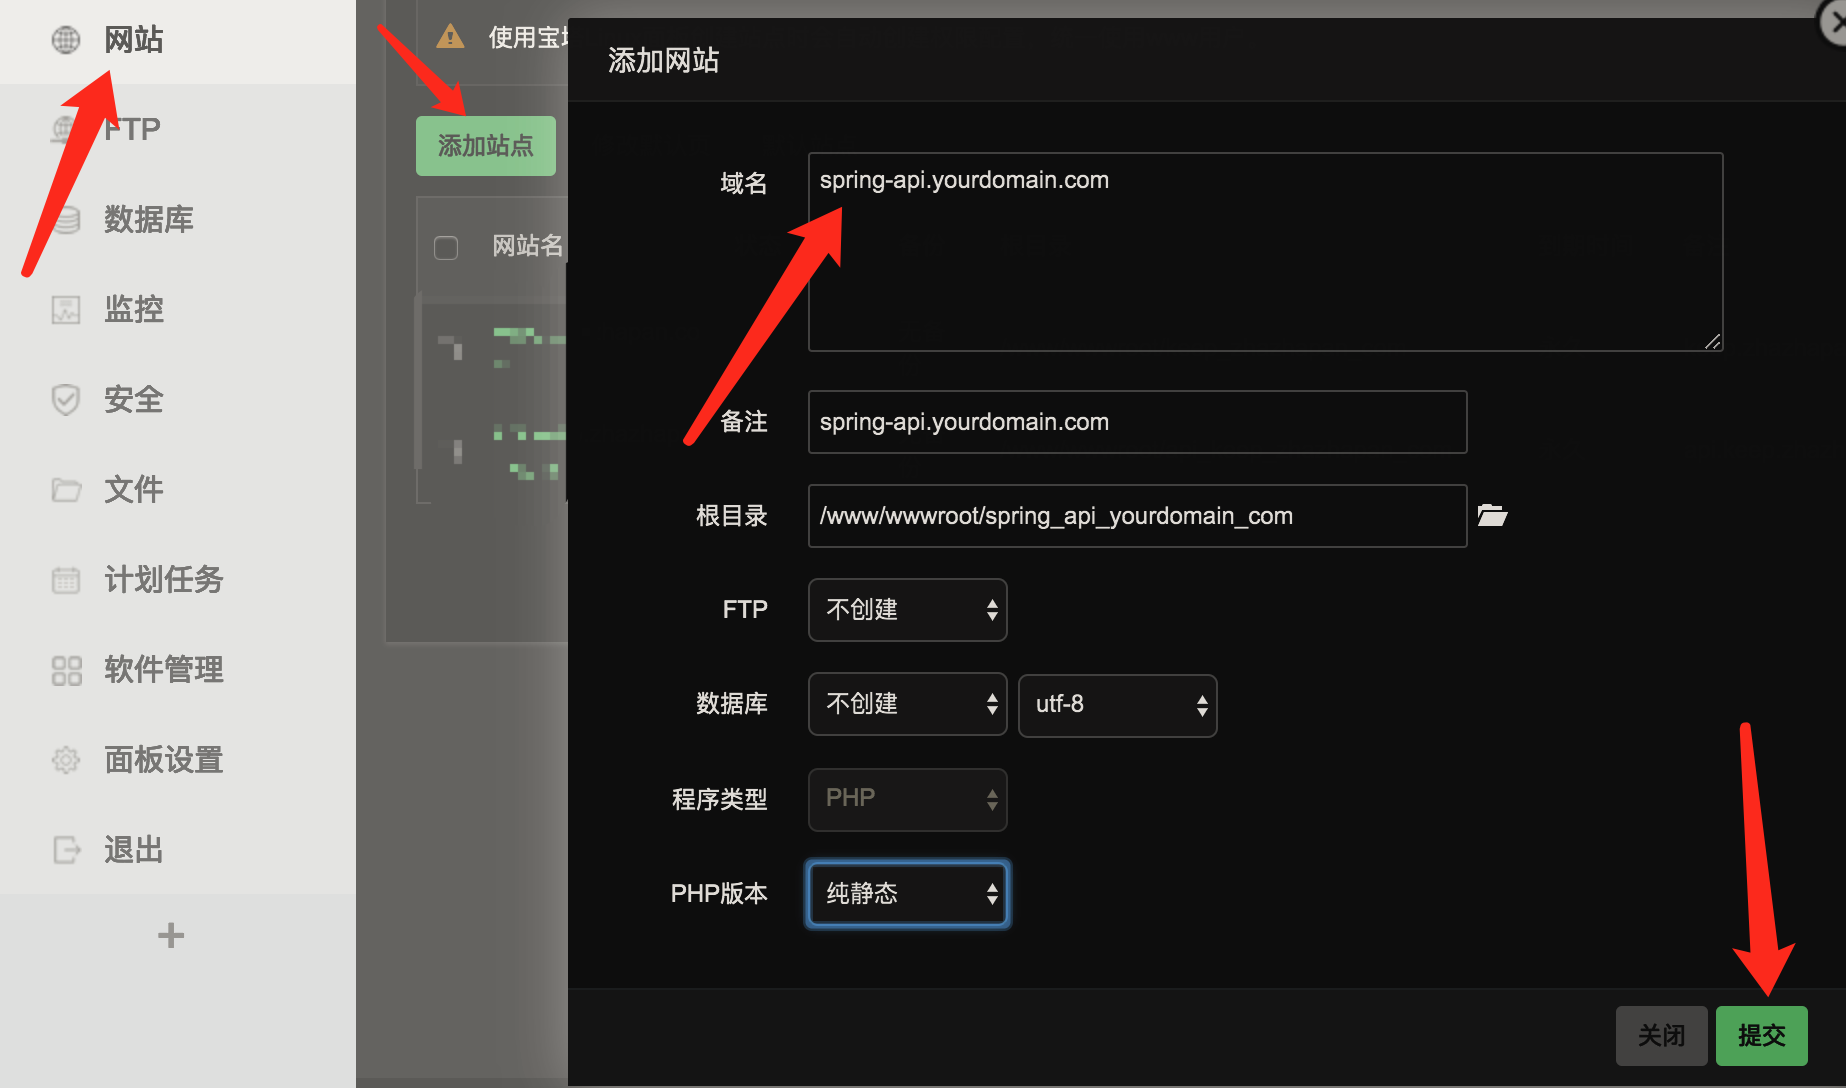 网站
FTP
数据库
监控
安全
文件
计划任务
软件管理
面板设置
退出
使用宝
添加站点
网站名
添加网站
域名
spring-api.yourdomain.com
备注
spring-api.yourdomain.com
根目录
/www/wwwroot/spring_api_yourdomain_com
FTP
不创建
数据库
不创建
utf-8
程序类型
PHP
PHP版本
纯静态
关闭
提交